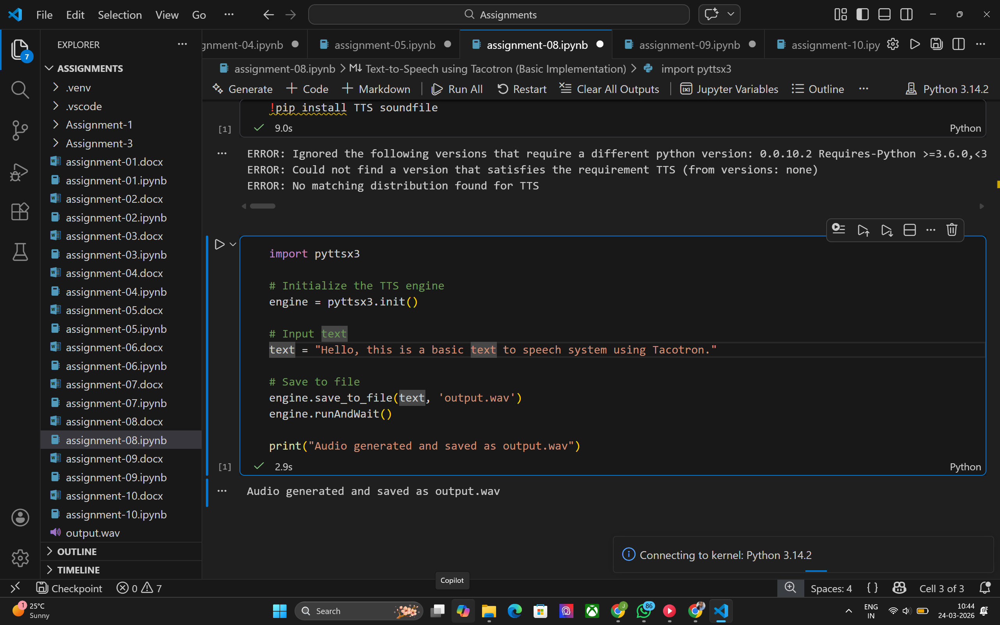 File Edit Selection View Go ··· Assignments
EXPLORER ···
gnment-04.ipynb assignment-05.ipynb assignment-08.ipynb assignment-09.ipynb assignment-10.ipy ···
7
assignment-08.ipynb > M↓ Text-to-Speech using Tacotron (Basic Implementation) > import pyttsx3
Generate + Code + Markdown | Run All Restart Clear All Outputs | Jupyter Variables Outline ··· Python 3.14.2
ASSIGNMENTS
.venv
.vscode
Assignment-1
Assignment-3
assignment-01.docx
assignment-01.ipynb
assignment-02.docx
assignment-02.ipynb
assignment-03.docx
assignment-03.ipynb
assignment-04.docx
assignment-04.ipynb
assignment-05.docx
assignment-05.ipynb
assignment-06.docx
assignment-06.ipynb
assignment-07.docx
assignment-07.ipynb
assignment-08.docx
assignment-08.ipynb
assignment-09.docx
assignment-09.ipynb
assignment-10.docx
assignment-10.ipynb
output.wav
OUTLINE
TIMELINE
!pip install TTS soundfile
[1] 9.0s Python
ERROR: Ignored the following versions that require a different python version: 0.0.10.2 Requires-Python >=3.6.0,<3
ERROR: Could not find a version that satisfies the requirement TTS (from versions: none)
ERROR: No matching distribution found for TTS
import pyttsx3
# Initialize the TTS engine
engine = pyttsx3.init()
# Input text
text = "Hello, this is a basic text to speech system using Tacotron."
# Save to file
engine.save_to_file(text, 'output.wav')
engine.runAndWait()
print("Audio generated and saved as output.wav")
[1] 2.9s Python
Audio generated and saved as output.wav
Connecting to kernel: Python 3.14.2
Copilot
Checkpoint 0 7 Spaces: 4 { } Cell 3 of 3
1 25°C
Sunny
Search
J
86
ENG
IN
10:44
24-03-2026